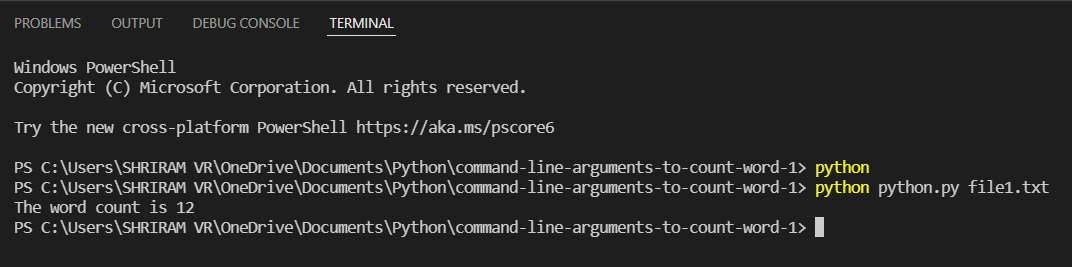 PROBLEMS OUTPUT DEBUG CONSOLE TERMINAL
Windows PowerShell
Copyright (C) Microsoft Corporation. All rights reserved.
Try the new cross-platform PowerShell https://aka.ms/pscore6
PS C:\Users\SHRIRAM VR\OneDrive\Documents\Python\command-line-arguments-to-count-word-1> python
PS C:\Users\SHRIRAM VR\OneDrive\Documents\Python\command-line-arguments-to-count-word-1> python python.py file1.txt
The word count is 12
PS C:\Users\SHRIRAM VR\OneDrive\Documents\Python\command-line-arguments-to-count-word-1>